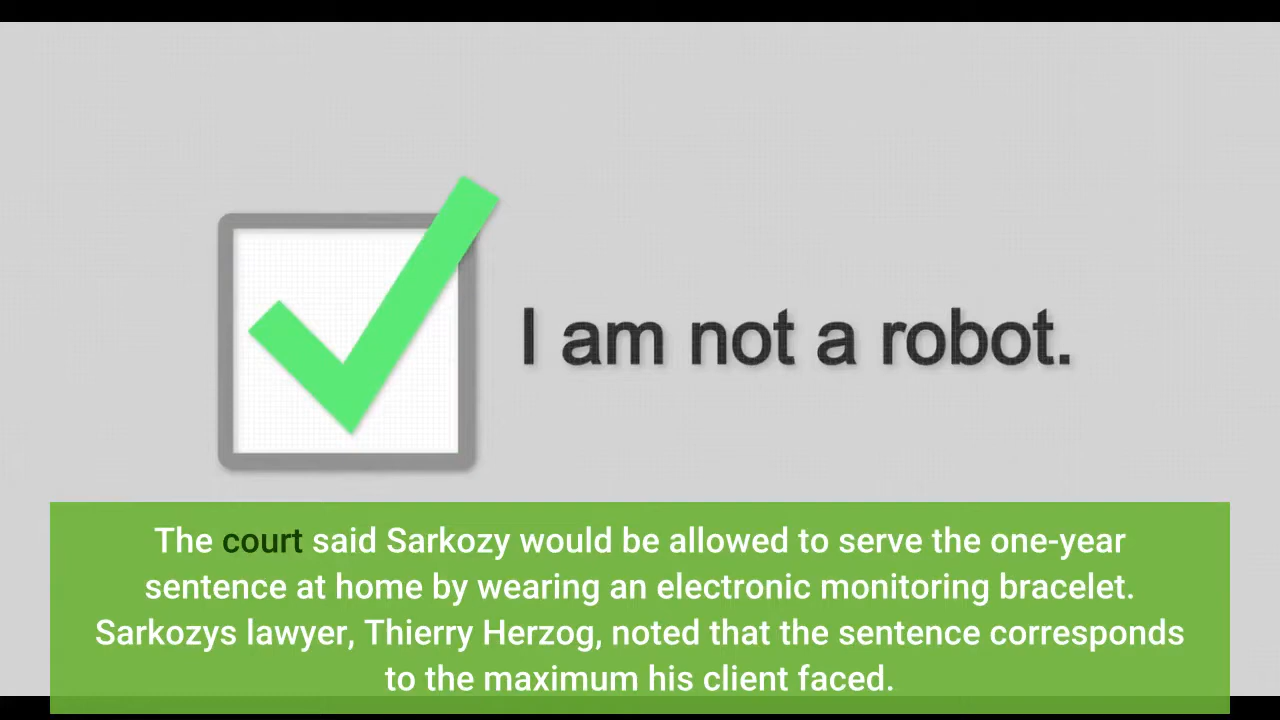 I am not a robot.
The court said Sarkozy would be allowed to serve the one-year
sentence at home by wearing an electronic monitoring bracelet.
Sarkozys lawyer, Thierry Herzog, noted that the sentence corresponds
to the maximum his client faced.